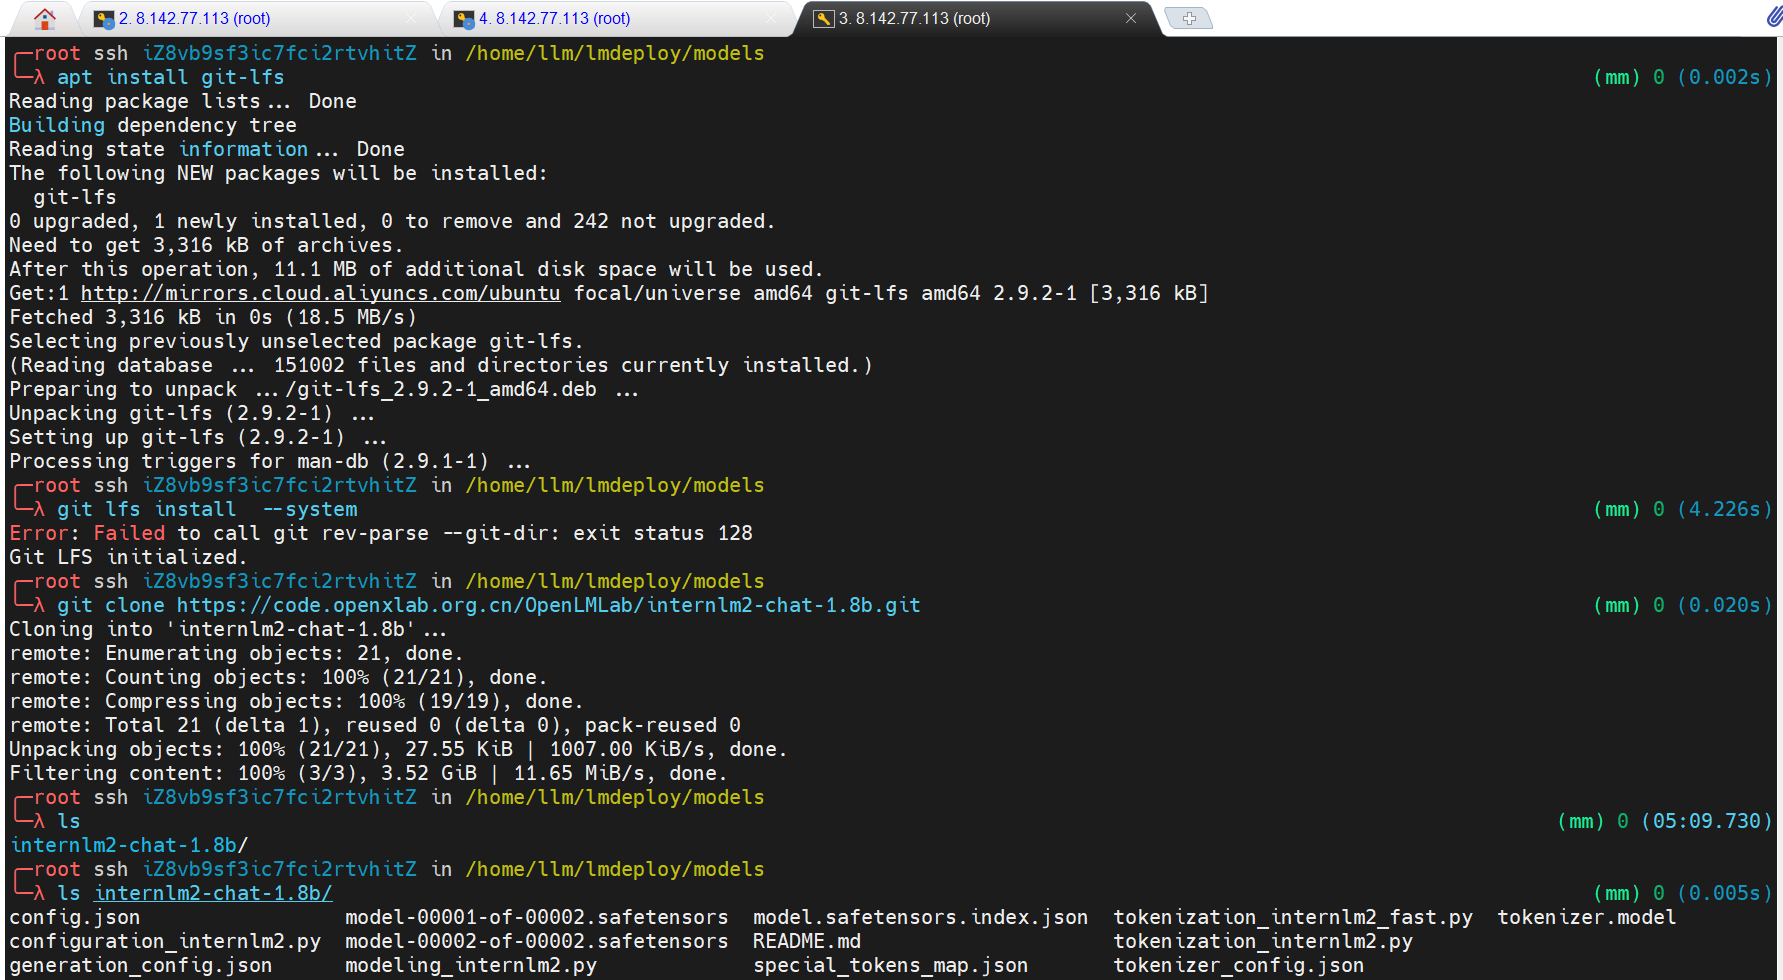 2. 8.142.77.113 (root) 4. 8.142.77.113 (root) 3. 8.142.77.113 (root)
root ssh iZ8vb9sf3ic7fci2rtvhitZ in /home/llm/lmdeploy/models
λ apt install git-lfs (mm) 0 (0.002s)
Reading package lists... Done
Building dependency tree
Reading state information... Done
The following NEW packages will be installed:
git-lfs
0 upgraded, 1 newly installed, 0 to remove and 242 not upgraded.
Need to get 3,316 kB of archives.
After this operation, 11.1 MB of additional disk space will be used.
Get:1 http://mirrors.cloud.aliyuncs.com/ubuntu focal/universe amd64 git-lfs amd64 2.9.2-1 [3,316 kB]
Fetched 3,316 kB in 0s (18.5 MB/s)
Selecting previously unselected package git-lfs.
(Reading database ... 151002 files and directories currently installed.)
Preparing to unpack .../git-lfs_2.9.2-1_amd64.deb ...
Unpacking git-lfs (2.9.2-1) ...
Setting up git-lfs (2.9.2-1) ...
Processing triggers for man-db (2.9.1-1) ...
root ssh iZ8vb9sf3ic7fci2rtvhitZ in /home/llm/lmdeploy/models
λ git lfs install --system (mm) 0 (4.226s)
Error: Failed to call git rev-parse --git-dir: exit status 128
Git LFS initialized.
root ssh iZ8vb9sf3ic7fci2rtvhitZ in /home/llm/lmdeploy/models
λ git clone https://code.openxlab.org.cn/OpenLMLab/internlm2-chat-1.8b.git (mm) 0 (0.020s)
Cloning into 'internlm2-chat-1.8b'...
remote: Enumerating objects: 21, done.
remote: Counting objects: 100% (21/21), done.
remote: Compressing objects: 100% (19/19), done.
remote: Total 21 (delta 1), reused 0 (delta 0), pack-reused 0
Unpacking objects: 100% (21/21), 27.55 KiB | 1007.00 KiB/s, done.
Filtering content: 100% (3/3), 3.52 GiB | 11.65 MiB/s, done.
root ssh iZ8vb9sf3ic7fci2rtvhitZ in /home/llm/lmdeploy/models
λ ls (mm) 0 (05:09.730)
internlm2-chat-1.8b/
root ssh iZ8vb9sf3ic7fci2rtvhitZ in /home/llm/lmdeploy/models
λ ls internlm2-chat-1.8b/ (mm) 0 (0.005s)
config.json model-00001-of-00002.safetensors model.safetensors.index.json tokenization_internlm2_fast.py tokenizer.model
configuration_internlm2.py model-00002-of-00002.safetensors README.md tokenization_internlm2.py
generation_config.json modeling_internlm2.py special_tokens_map.json tokenizer_config.json